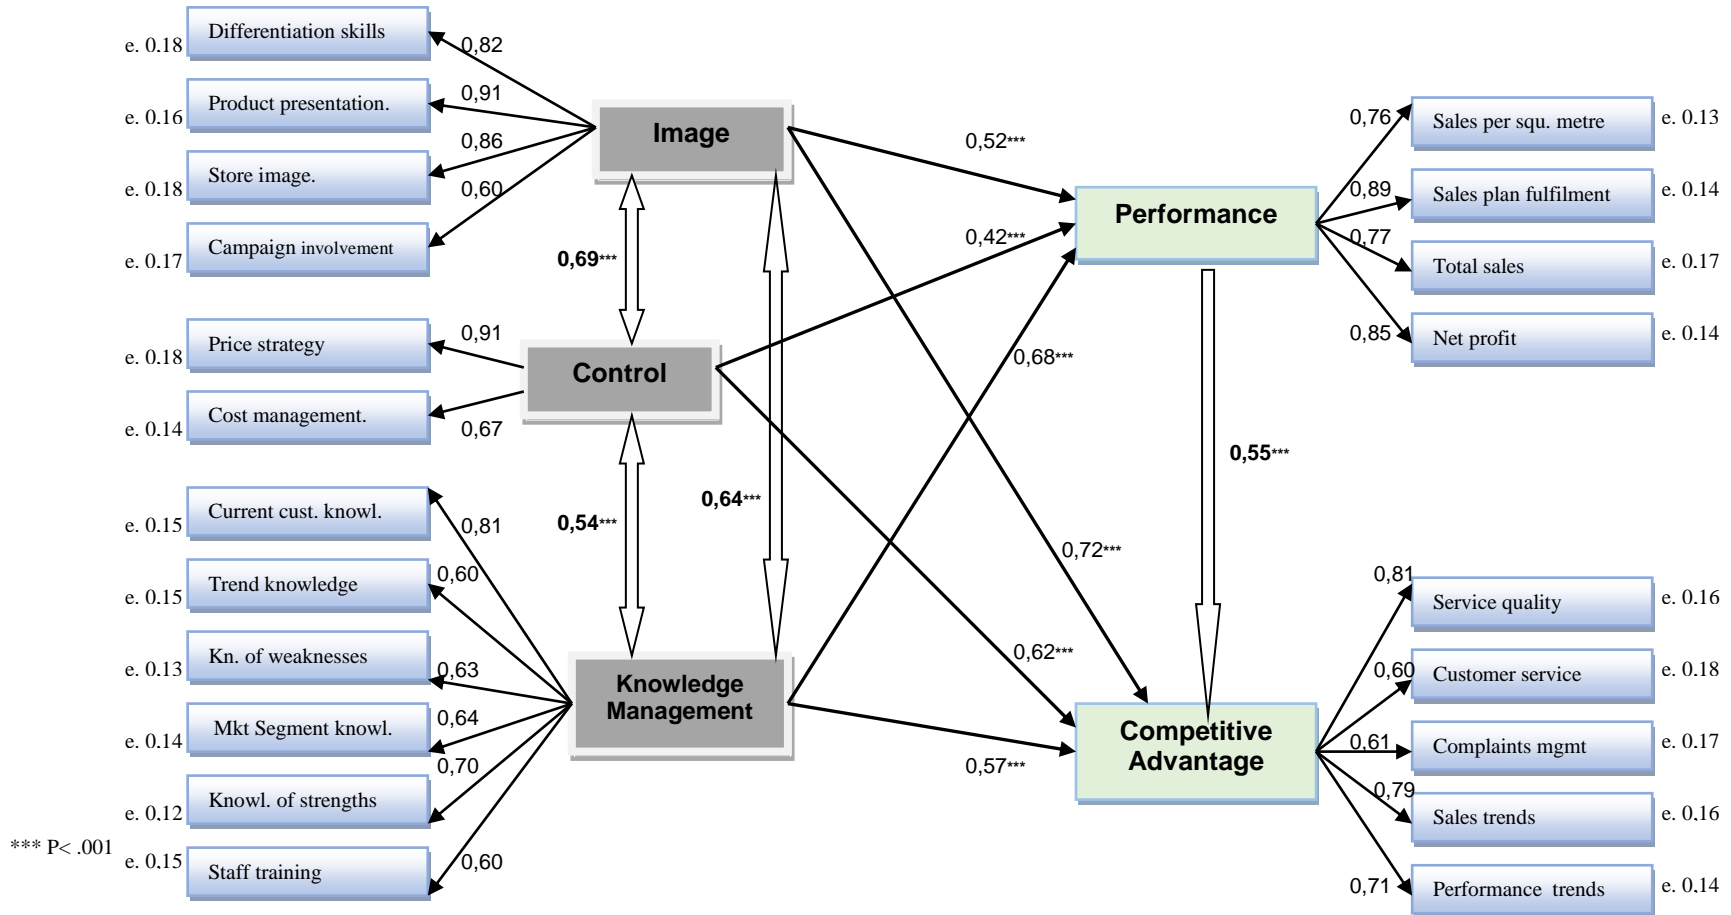 Differentiation skills
e. 0.18
0,82
Product presentation.
e. 0.16
0,91
Store image.
e. 0.18
0,86
Campaign involvement
e. 0.17
0,60
Image
0,69***
Price strategy
e. 0.18
0,91
Control
Cost management.
e. 0.14
0,67
0,54***
0,64***
Current cust. knowl.
e. 0.15
0,81
Trend knowledge
e. 0.15
0,60
Kn. of weaknesses
e. 0.13
0,63
Mkt Segment knowl.
e. 0.14
0,64
Knowl. of strengths
e. 0.12
0,70
Staff training
e. 0.15
0,60
Knowledge
Management
*** P< .001
0,52***
0,42***
0,68***
0,72***
0,62***
0,57***
Performance
0,55***
Competitive
Advantage
0,76
Sales per squ. metre
e. 0.13
0,89
Sales plan fulfilment
e. 0.14
0,77
Total sales
e. 0.17
0,85
Net profit
e. 0.14
0,81
Service quality
e. 0.16
0,60
Customer service
e. 0.18
0,61
Complaints mgmt
e. 0.17
0,79
Sales trends
e. 0.16
0,71
Performance trends
e. 0.14